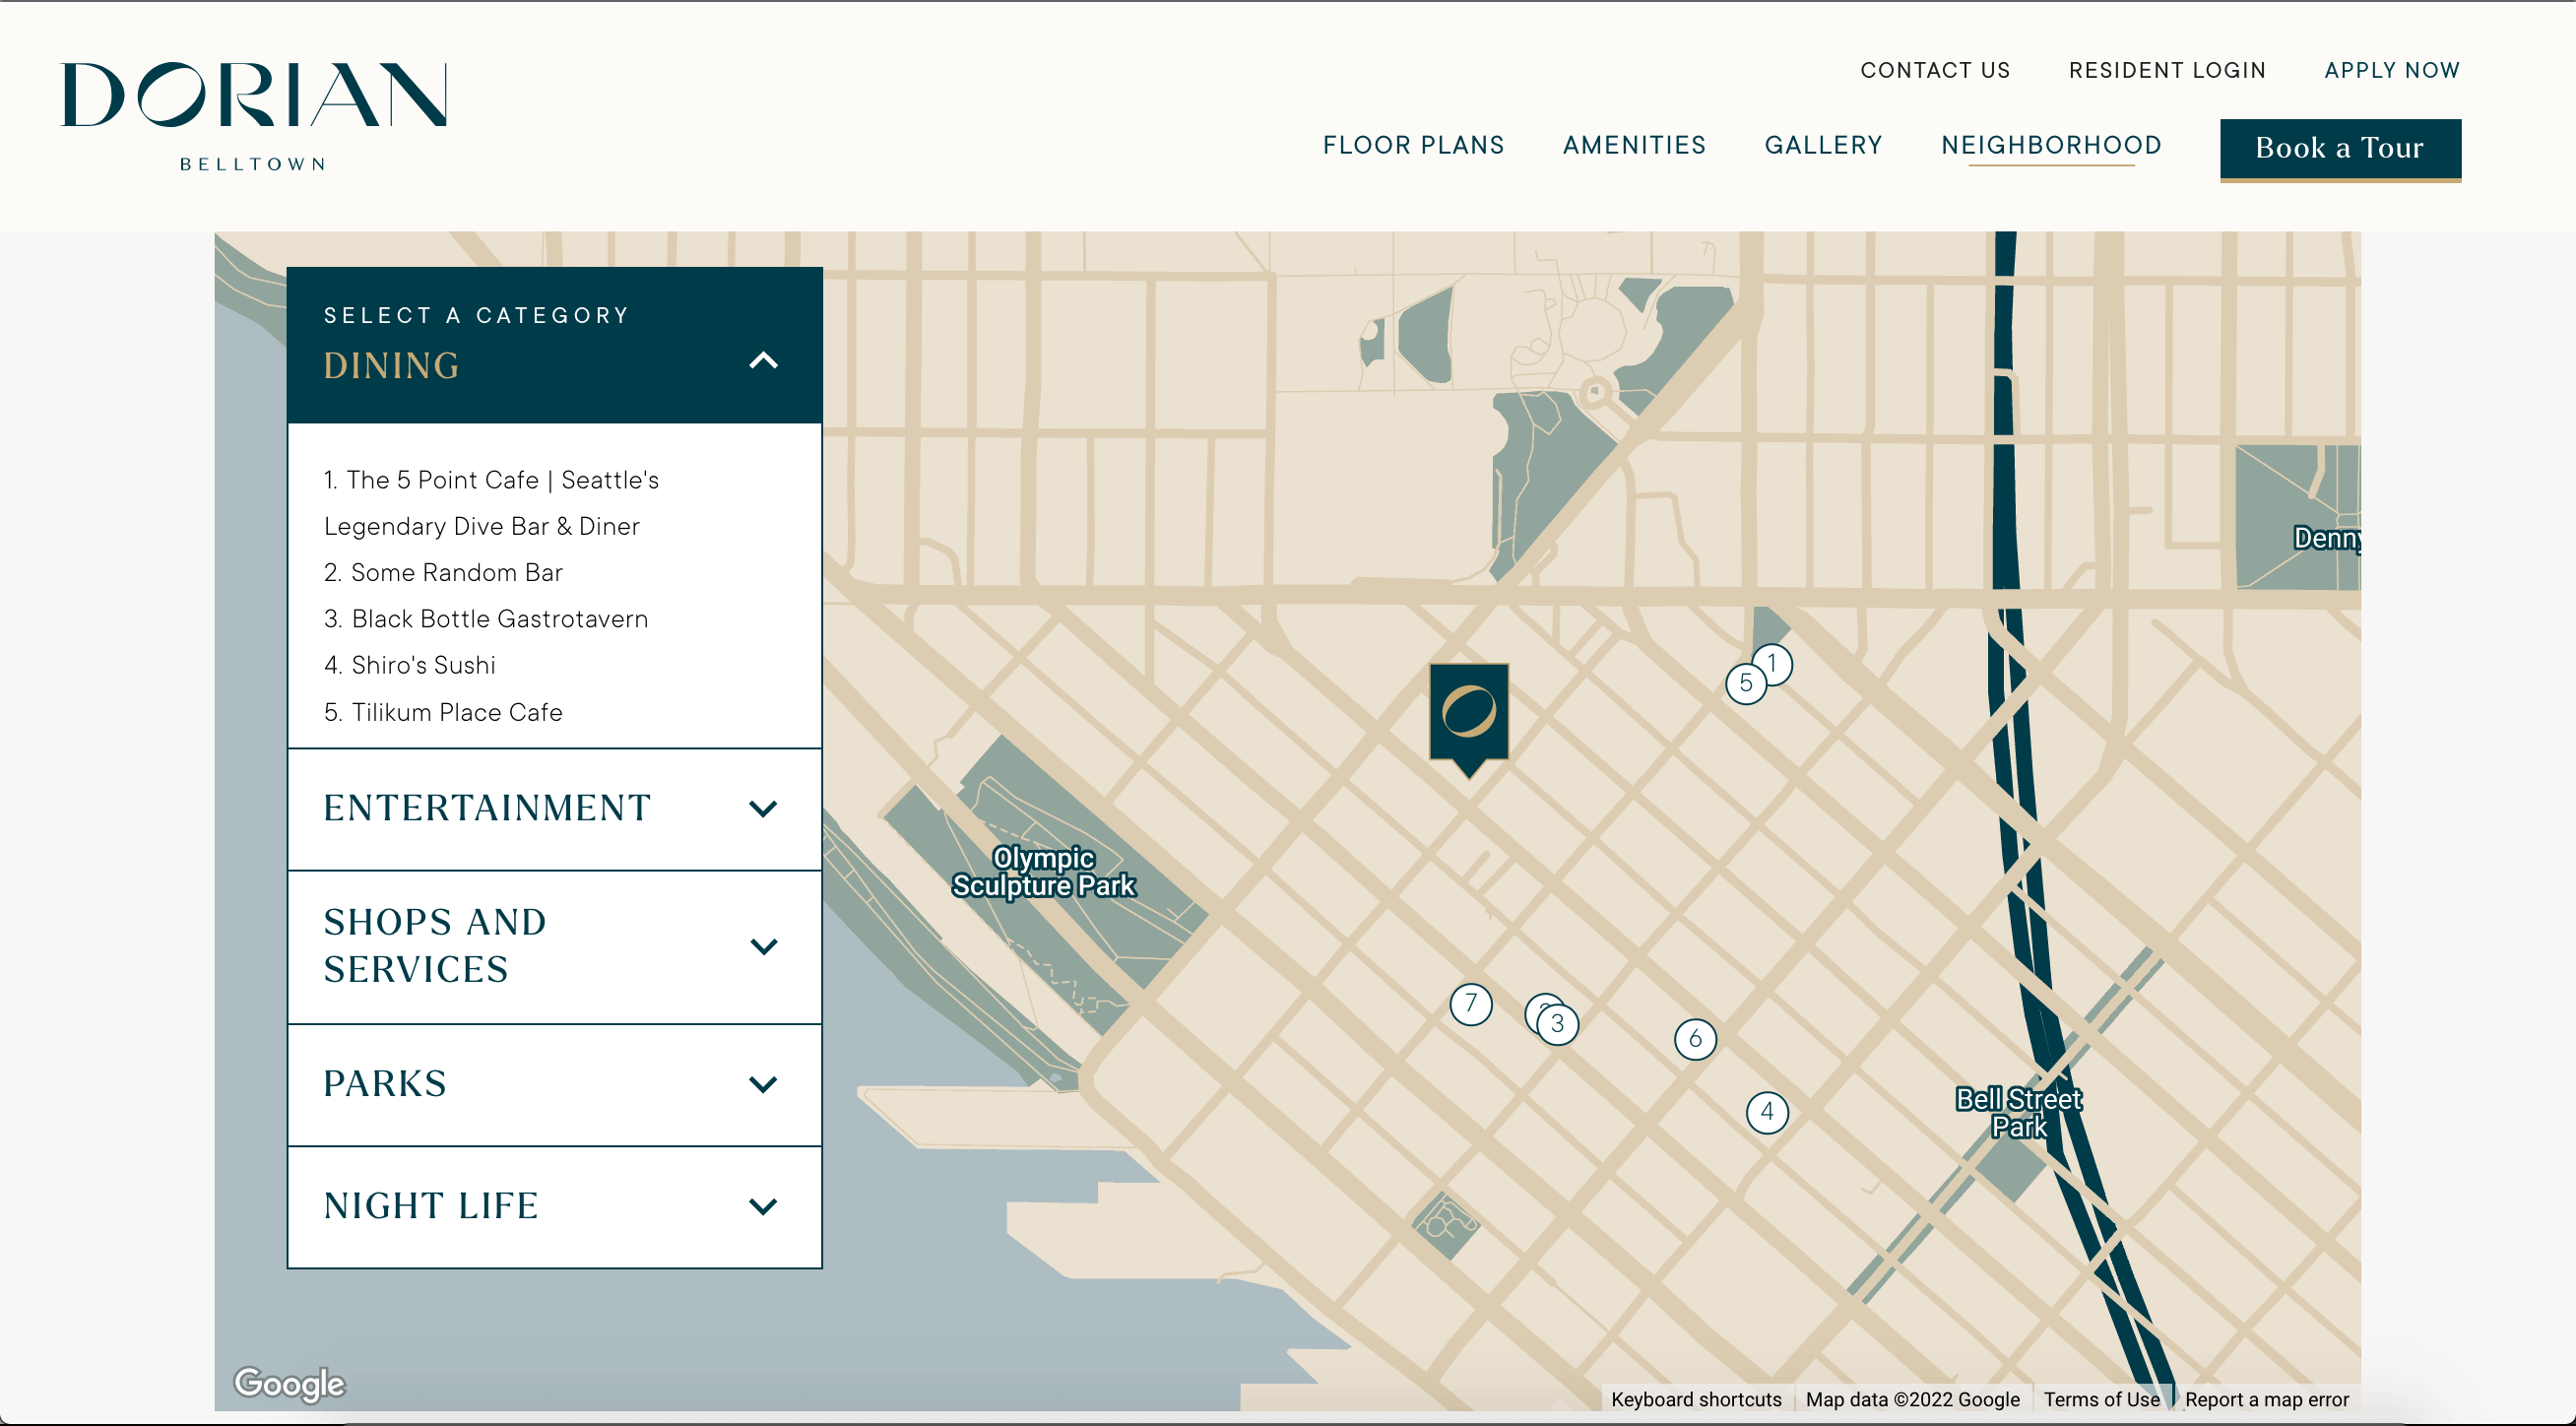 DORIAN
BELLTOWN
CONTACT US
RESIDENT LOGIN
APPLY NOW
FLOOR PLANS
AMENITIES
GALLERY
NEIGHBORHOOD
Book a Tour
SELECT A CATEGORY
DINING
1. The 5 Point Cafe | Seattle's
Legendary Dive Bar & Diner
2. Some Random Bar
3. Black Bottle Gastrotavern
4. Shiro's Sushi
5. Tilikum Place Cafe
ENTERTAINMENT
SHOPS AND
SERVICES
PARKS
NIGHT LIFE
Denny
1
5
Olympic
Sculpture Park
7
3
6
4
Bell Street
Park
Google
Keyboard shortcuts
Map data ©2022 Google
Terms of Use
Report a map error